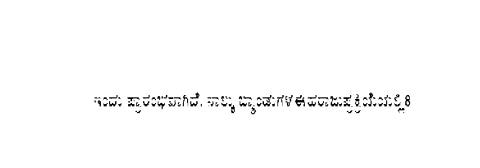 ಇಂದು ಪ್ರಾರಂಭವಾಗಿದೆ. ನಾಲ್ಕು ಬ್ಯಾಂಡುಗಳ ಈ ಹರಾಜು ಪ್ರಕ್ರಿಯೆಯಲ್ಲಿ 8